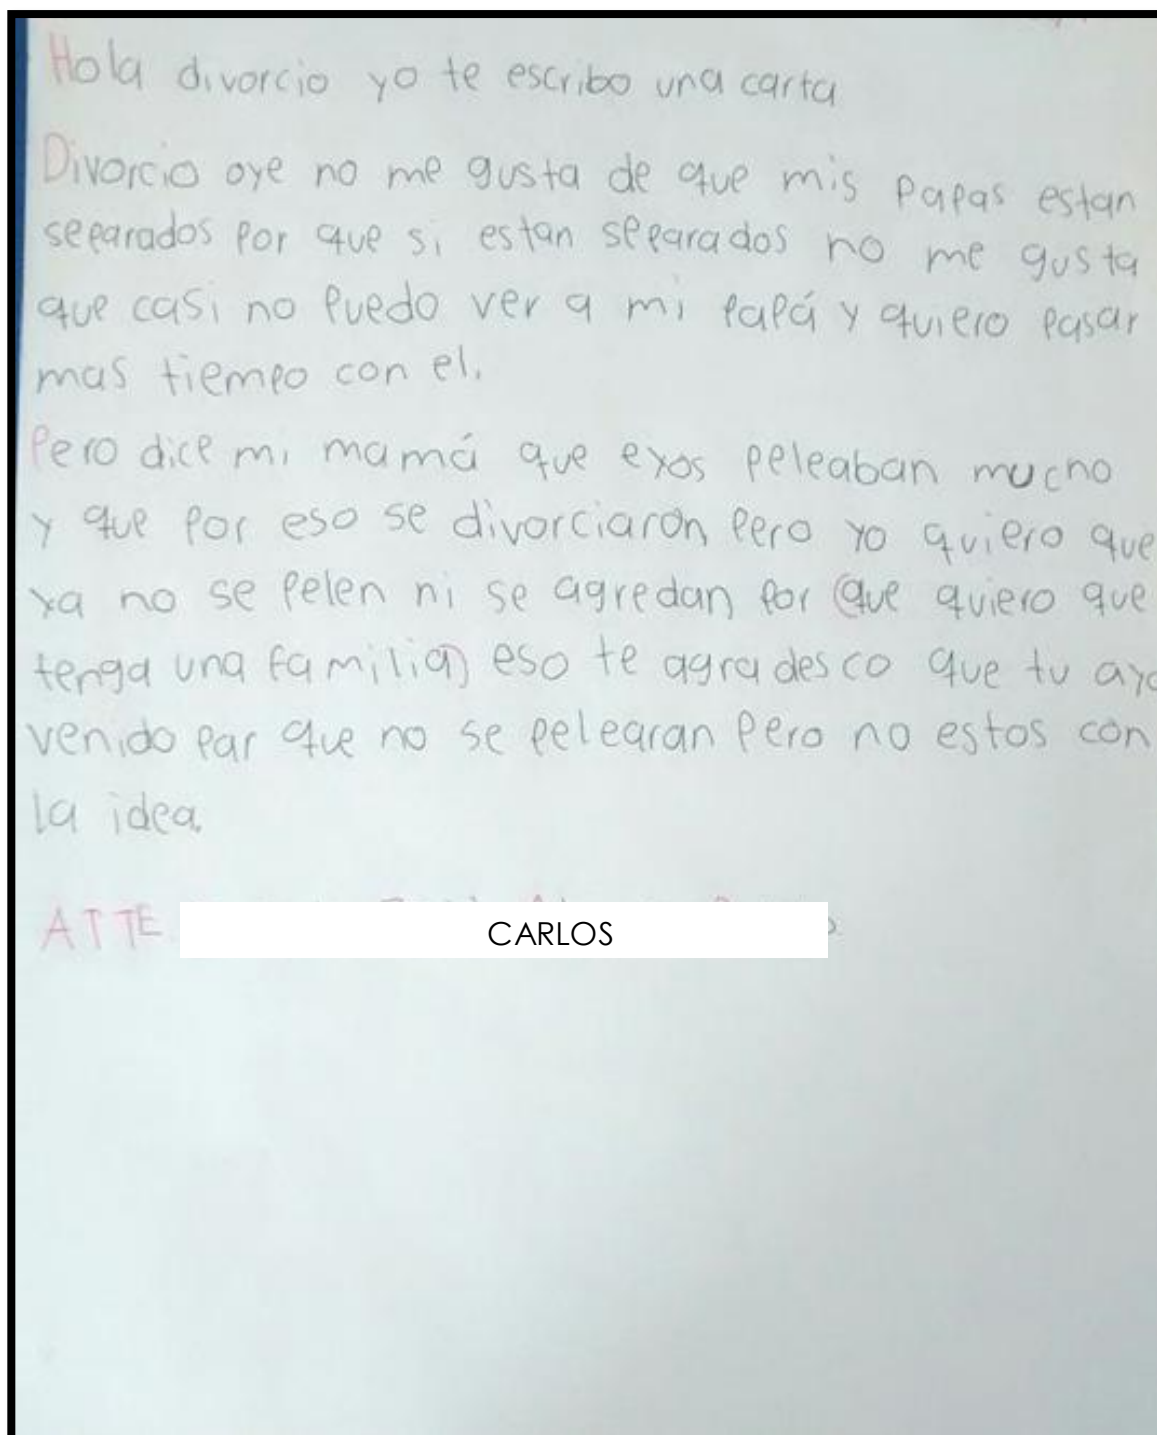 Hola divorcio yo te escribo una carta
Divorcio oye no me gusta de que mis papas estan
separados por que si estan separados no me gusta
que casi no puedo ver a mi papá y quiero pasar
mas tiempo con el.
Pero dice mi mamá que eyos peleaban mucho
y que por eso se divorciaron, pero yo quiero que
ya no se pelen ni se agredan, por (que quiero que
tenga una familia) eso te agradesco que tu aya
venido par que no se pelearan pero no estos con
la idea.
ATTE CARLOS